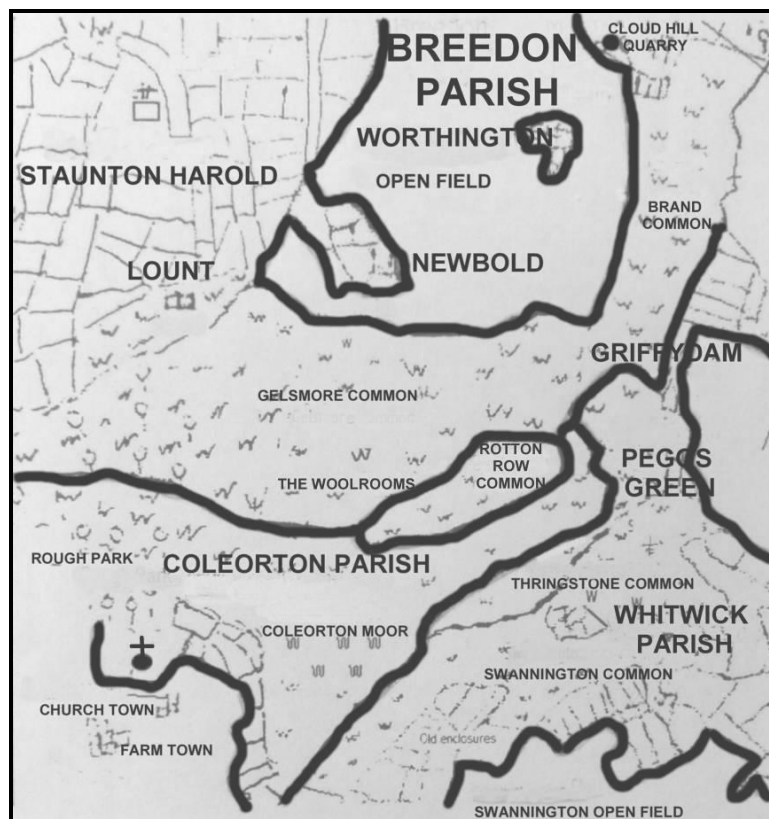 CLOUD HILL
QUARRY
BREEDON
PARISH
WORTHINGTON
STAUNTON HAROLD
OPEN FIELD
BRAND
COMMON
LOUNT
NEWBOLD
GRIFFYDAM
GELSMORE COMMON
ROTTON
ROW
COMMON
PEGGS
GREEN
THE WOOLROOMS
ROUGH PARK
COLEORTON PARISH
THRINGSTONE COMMON
WHITWICK
PARISH
COLEORTON MOOR
SWANNINGTON COMMON
CHURCH TOWN
FARM TOWN
Old enclosures
SWANNINGTON OPEN FIELD